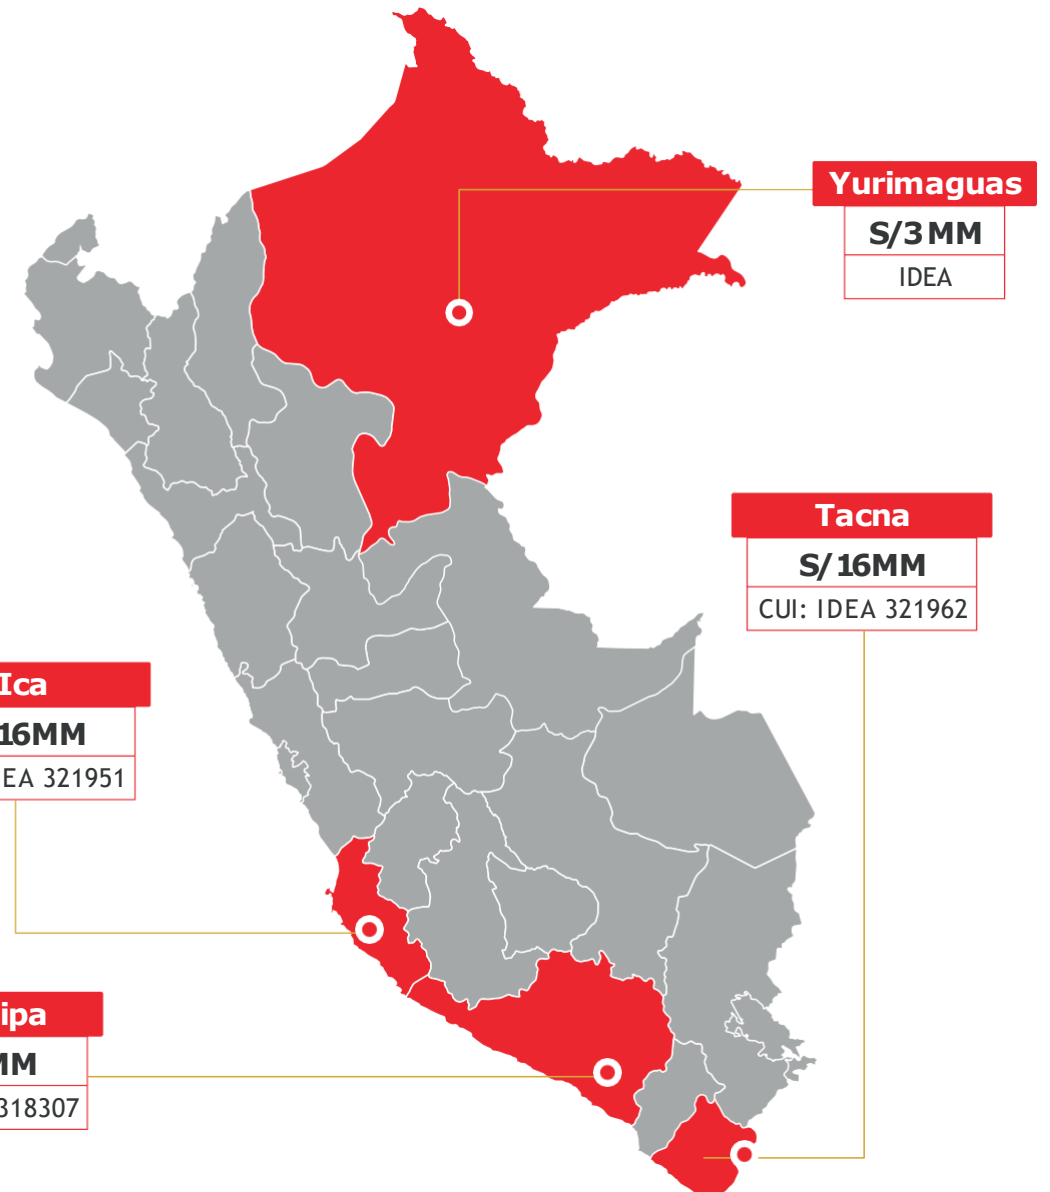 Yurimaguas
S/3 MM
IDEA
Tacna
S/16MM
CUI: IDEA 321962
Ica
16MM
EA 321951
ipa
MM
318307